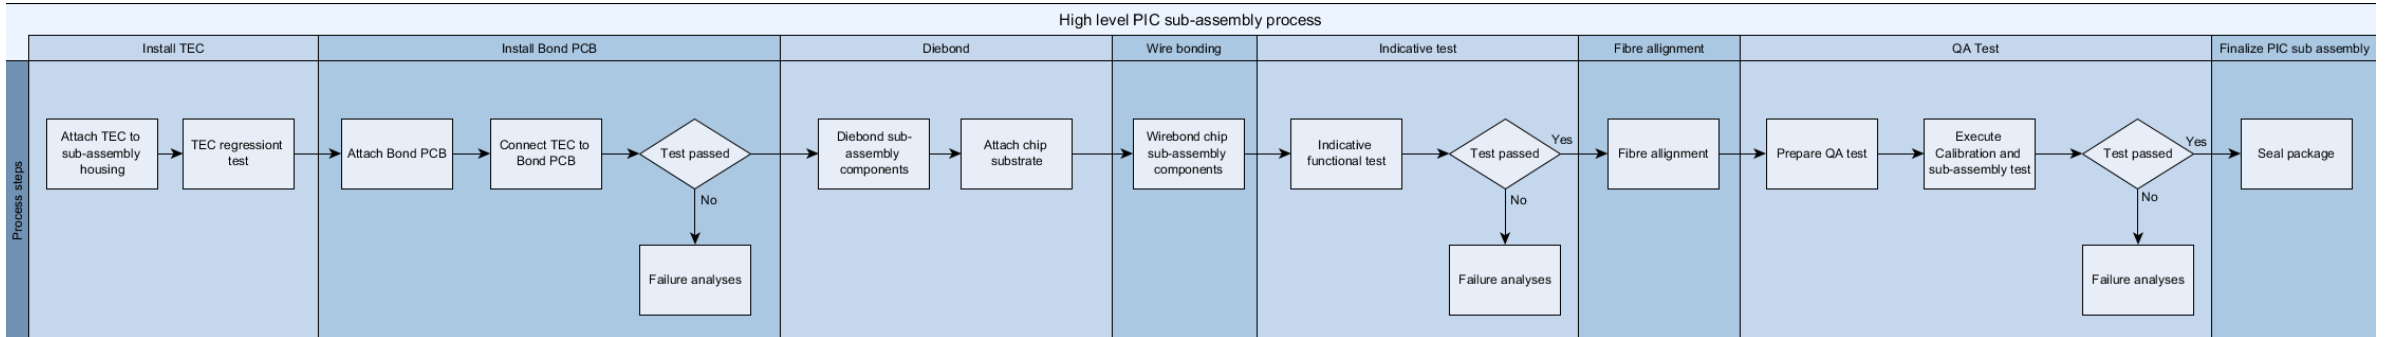 High level PIC sub-assembly process
Install TEC
Install Bond PCB
Diebond
Wire bonding
Indicative test
Fibre allignment
QA Test
Finalize PIC sub assembly
Process steps
Attach TEC to
sub-assembly
housing
TEC regressiont
test
Attach Bond PCB
Connect TEC to
Bond PCB
Test passed
No
Failure analyses
Diebond sub-
assembly
components
Attach chip
substrate
Wirebond chip
sub-assembly
components
Indicative
functional test
Test passed
Yes
No
Failure analyses
Fibre allignment
Prepare QA test
Execute
Calibration and
sub-assembly test
Test passed
Yes
No
Failure analyses
Seal package